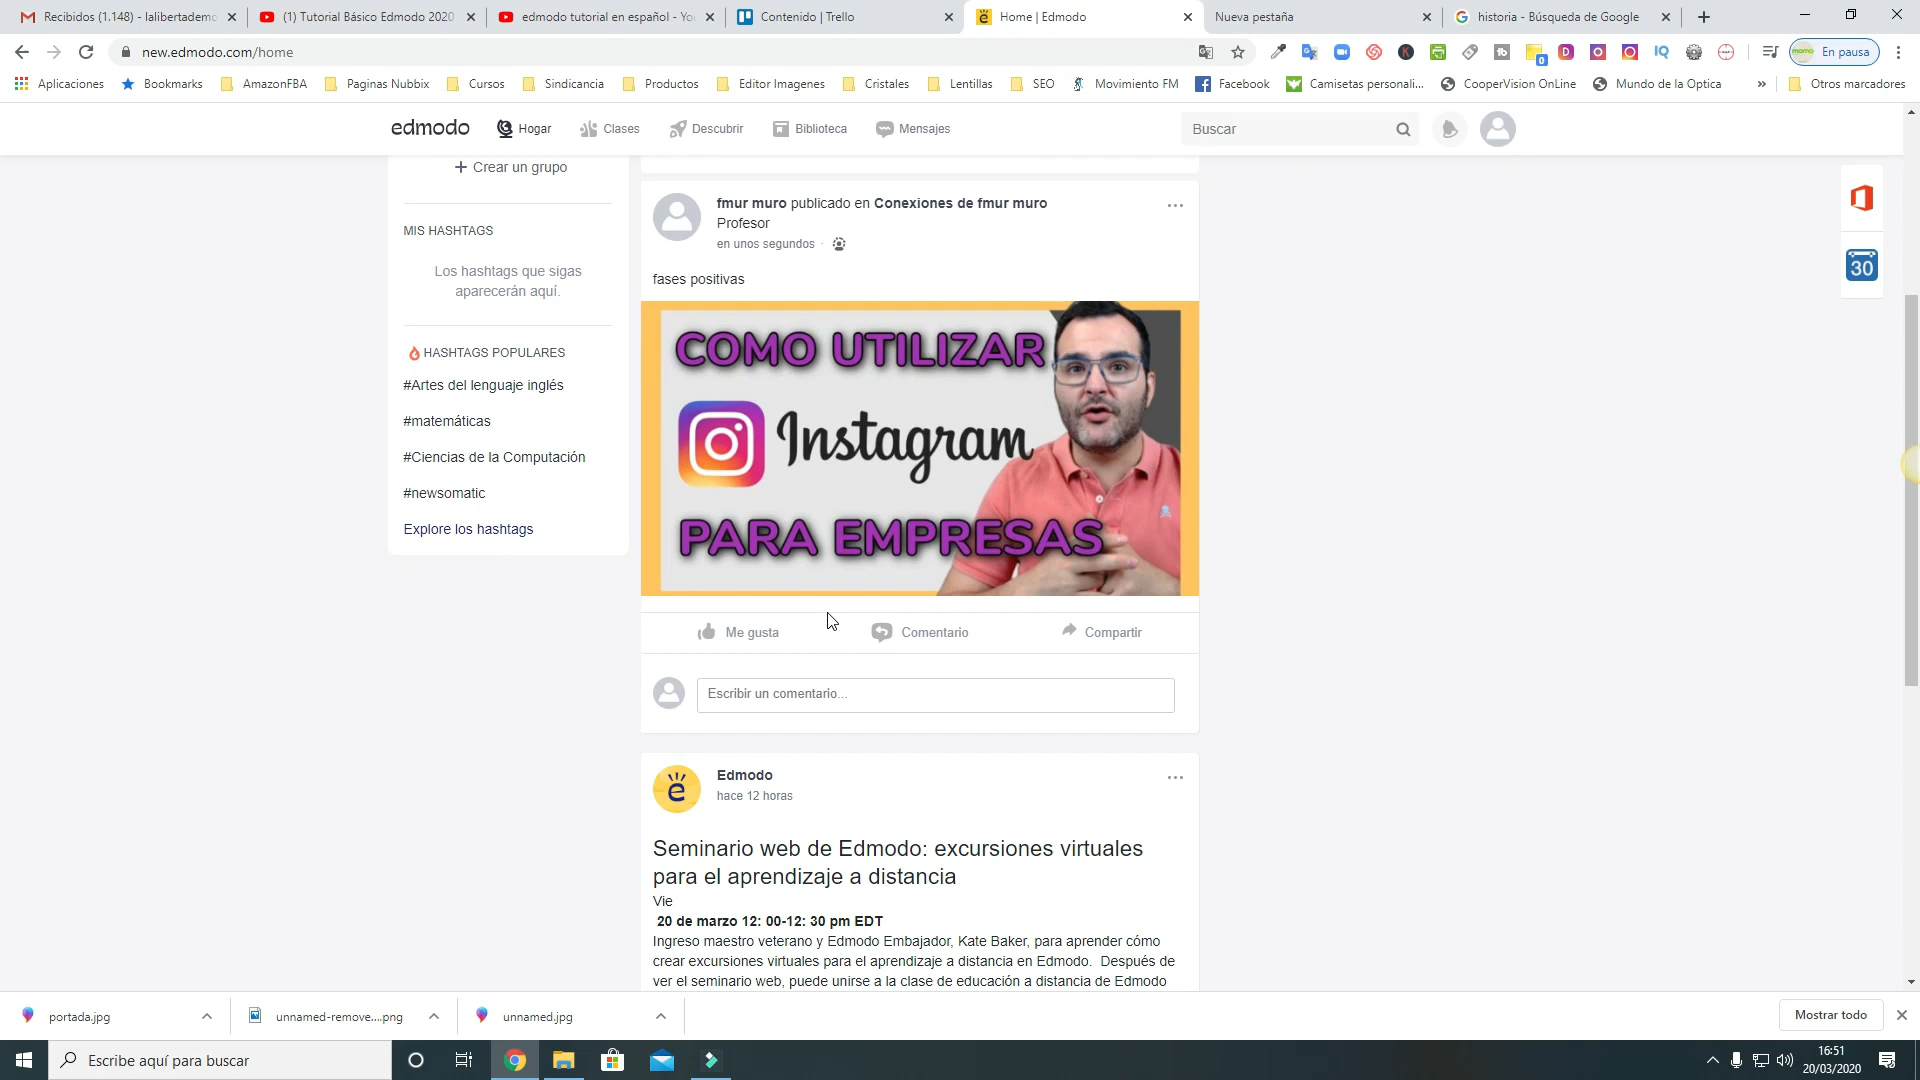 Recibidos (1.148) - lalibertademo
(1) Tutorial Básico Edmodo 2020
edmodo tutorial en español - You
Contenido | Trello
Home | Edmodo
Nueva pestaña
historia - Búsqueda de Google
new.edmodo.com/home
En pausa
Aplicaciones
Bookmarks
AmazonFBA
Paginas Nubbix
Cursos
Sindicancia
Productos
Editor Imagenes
Cristales
Lentillas
SEO
Movimiento FM
Facebook
Camisetas personali...
CooperVision OnLine
Mundo de la Optica
»
Otros marcadores
edmodo
Hogar
Clases
Descubrir
Biblioteca
Mensajes
Buscar
+ Crear un grupo
MIS HASHTAGS
Los hashtags que sigas
aparecerán aquí.
HASHTAGS POPULARES
#Artes del lenguaje inglés
#matemáticas
#Ciencias de la Computación
#newsomatic
Explore los hashtags
fmur muro publicado en Conexiones de fmur muro
Profesor
en unos segundos ·
fases positivas
COMO UTILIZAR
Instagram
PARA EMPRESAS
Me gusta
Comentario
Compartir
Escribir un comentario...
Edmodo
hace 12 horas
Seminario web de Edmodo: excursiones virtuales
para el aprendizaje a distancia
Vie
20 de marzo 12: 00-12: 30 pm EDT
Ingreso maestro veterano y Edmodo Embajador, Kate Baker, para aprender cómo
crear excursiones virtuales para el aprendizaje a distancia en Edmodo. Después de
ver el seminario web, puede unirse a la clase de educación a distancia de Edmodo
30
portada.jpg
unnamed-remove....png
unnamed.jpg
Mostrar todo
Escribe aquí para buscar
16:51
20/03/2020